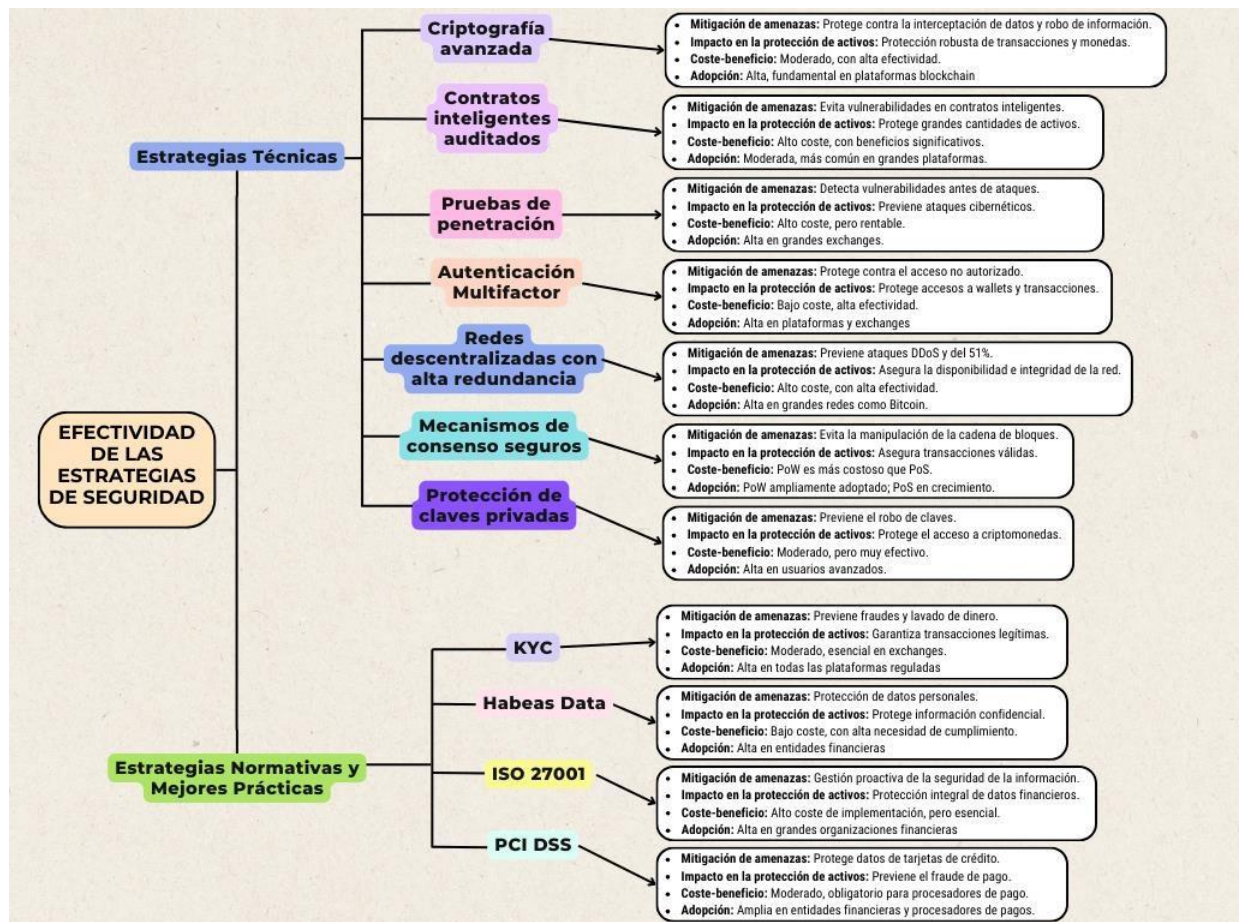 EFECTIVIDAD
DE LAS
ESTRATEGIAS
DE SEGURIDAD
Estrategias Técnicas
Criptografía
avanzada
• Mitigación de amenazas: Protege contra la interceptación de datos y robo de información.
• Impacto en la protección de activos: Protección robusta de transacciones y monedas.
• Coste-beneficio: Moderado, con alta efectividad.
• Adopción: Alta, fundamental en plataformas blockchain
Contratos
inteligentes
auditados
• Mitigación de amenazas: Evita vulnerabilidades en contratos inteligentes.
• Impacto en la protección de activos: Protege grandes cantidades de activos.
• Coste-beneficio: Alto coste, con beneficios significativos.
• Adopción: Moderada, más común en grandes plataformas.
Pruebas de
penetración
• Mitigación de amenazas: Detecta vulnerabilidades antes de ataques.
• Impacto en la protección de activos: Previene ataques cibernéticos.
• Coste-beneficio: Alto coste, pero rentable.
• Adopción: Alta en grandes exchanges.
Autenticación
Multifactor
• Mitigación de amenazas: Protege contra el acceso no autorizado.
• Impacto en la protección de activos: Protege accesos a wallets y transacciones.
• Coste-beneficio: Bajo coste, alta efectividad.
• Adopción: Alta en plataformas y exchanges
Redes
descentralizadas con
alta redundancia
• Mitigación de amenazas: Previene ataques DDoS y del 51%.
• Impacto en la protección de activos: Asegura la disponibilidad e integridad de la red.
• Coste-beneficio: Alto coste, con alta efectividad.
• Adopción: Alta en grandes redes como Bitcoin.
Mecanismos de
consenso seguros
• Mitigación de amenazas: Evita la manipulación de la cadena de bloques.
• Impacto en la protección de activos: Asegura transacciones válidas.
• Coste-beneficio: PoW es más costoso que PoS.
• Adopción: PoW ampliamente adoptado; PoS en crecimiento.
Protección de
claves privadas
• Mitigación de amenazas: Previene el robo de claves.
• Impacto en la protección de activos: Protege el acceso a criptomonedas.
• Coste-beneficio: Moderado, pero muy efectivo.
• Adopción: Alta en usuarios avanzados.
Estrategias Normativas y
Mejores Prácticas
KYC
• Mitigación de amenazas: Previene fraudes y lavado de dinero.
• Impacto en la protección de activos: Garantiza transacciones legítimas.
• Coste-beneficio: Moderado, esencial en exchanges.
• Adopción: Alta en todas las plataformas reguladas
Habeas Data
• Mitigación de amenazas: Protección de datos personales.
• Impacto en la protección de activos: Protege información confidencial.
• Coste-beneficio: Bajo coste, con alta necesidad de cumplimiento.
• Adopción: Alta en entidades financieras
ISO 27001
• Mitigación de amenazas: Gestión proactiva de la seguridad de la información.
• Impacto en la protección de activos: Protección integral de datos financieros.
• Coste-beneficio: Alto coste de implementación, pero esencial.
• Adopción: Alta en grandes organizaciones financieras
PCI DSS
• Mitigación de amenazas: Protege datos de tarjetas de crédito.
• Impacto en la protección de activos: Previene el fraude de pago.
• Coste-beneficio: Moderado, obligatorio para procesadores de pago.
• Adopción: Amplia en entidades financieras y procesadores de pagos.